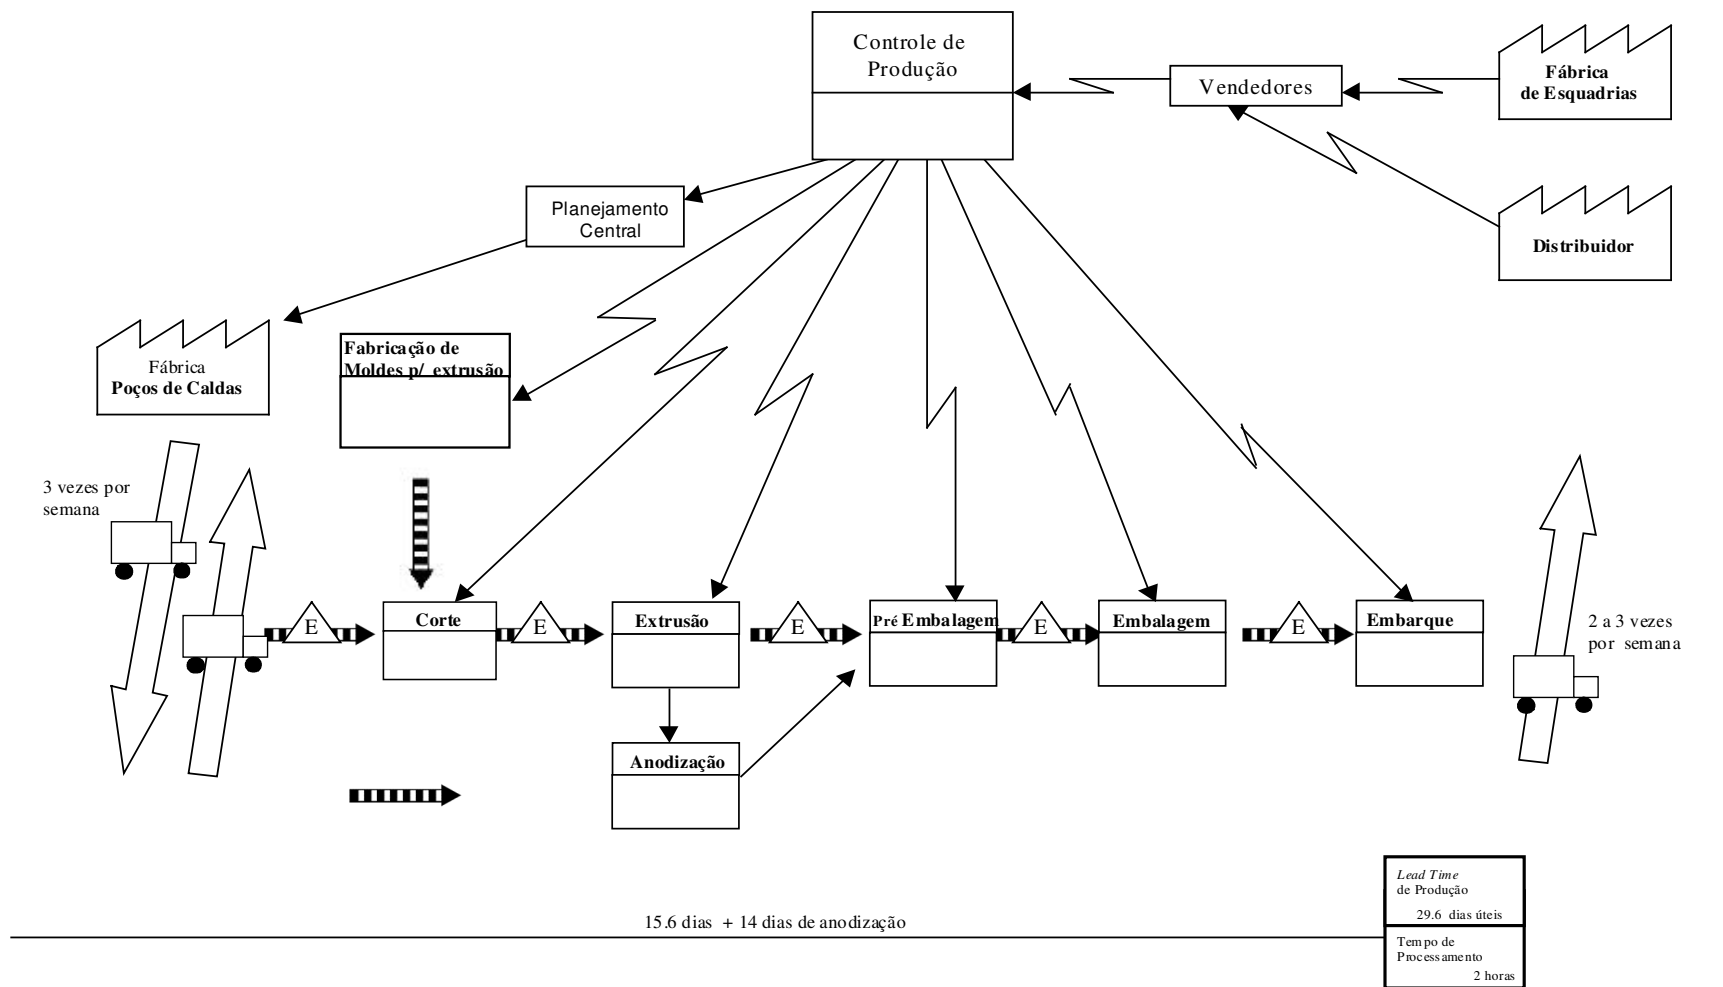 Controle de
Produção
Vendedores
Fábrica
de Esquadrias
Distribuidor
Planejamento
Central
Fábrica
Poços de Caldas
Fabricação de
Moldes p/ extrusão
3 vezes por
semana
E
Corte
E
Extrusão
E
Pré Embalagem
E
Embalagem
E
Embarque
2 a 3 vezes
por semana
Anodização
15.6 dias + 14 dias de anodização
Lead Time
de Produção
29.6 dias úteis
Tempo de
Processamento
2 horas